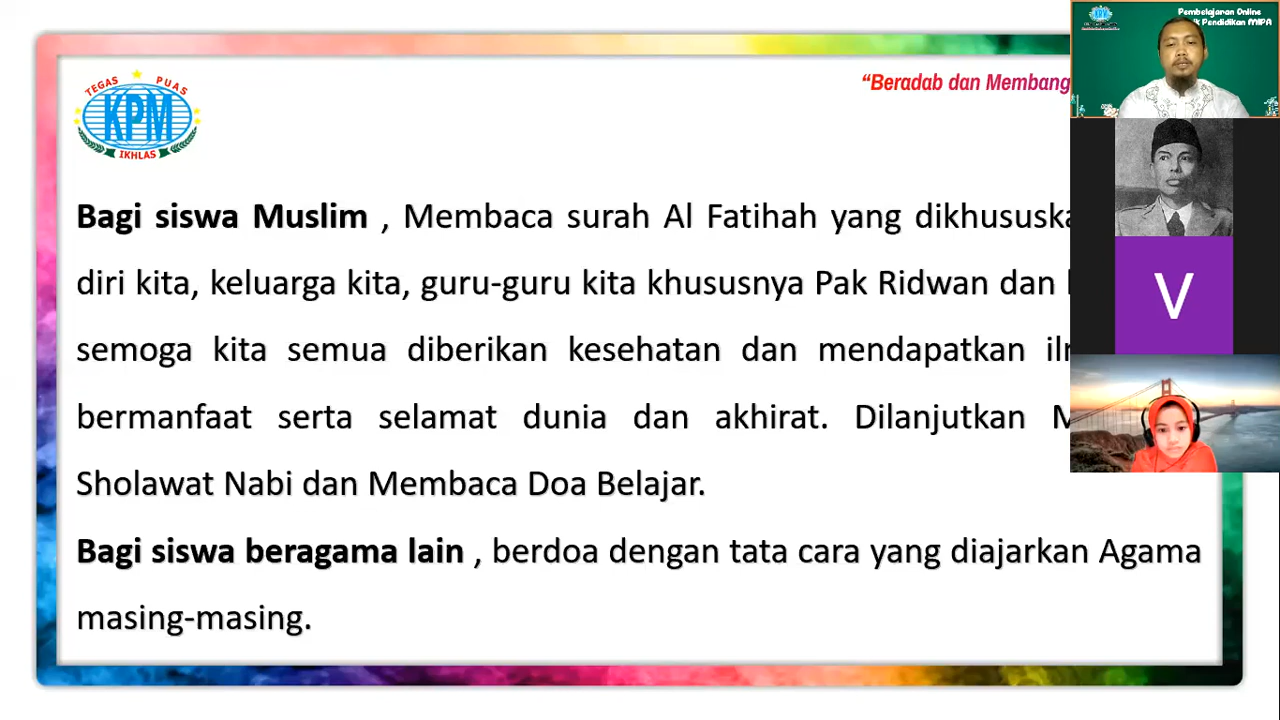 TEGAS PUAS
KPM
IKHLAS
“Beradab dan Membang
Bagi siswa Muslim , Membaca surah Al Fatihah yang dikhususka
diri kita, keluarga kita, guru-guru kita khususnya Pak Ridwan dan
semoga kita semua diberikan kesehatan dan mendapatkan
bermanfaat serta selamat dunia dan akhirat. Dilanjutkan
Sholawat Nabi dan Membaca Doa Belajar.
Bagi siswa beragama lain , berdoa dengan tata cara yang diajarkan Agama
masing-masing.
Pembelajaran Online
Pendidikan MIPA
V